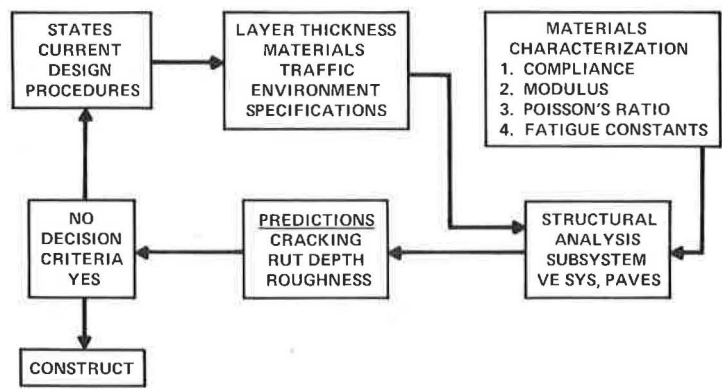 STATES
CURRENT
DESIGN
PROCEDURES
LAYER THICKNESS
MATERIALS
TRAFFIC
ENVIRONMENT
SPECIFICATIONS
MATERIALS
CHARACTERIZATION
1. COMPLIANCE
2. MODULUS
3. POISSON'S RATIO
4. FATIGUE CONSTANTS
NO
DECISION
CRITERIA
YES
PREDICTIONS
CRACKING
RUT DEPTH
ROUGHNESS
STRUCTURAL
ANALYSIS
SUBSYSTEM
VE SYS, PAVES
CONSTRUCT